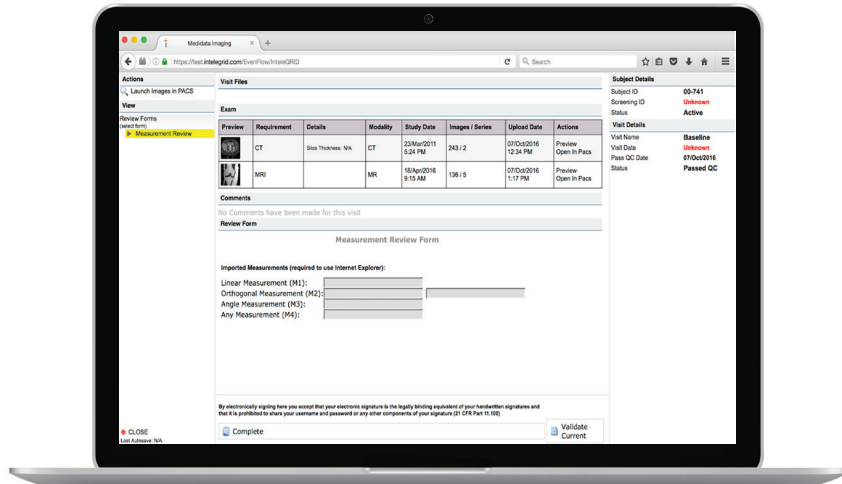 Medidata Imaging × +
https://test.intelegrid.com/EvenFlow/InteleGRID
Search
Actions
Launch Images in PACS
View
Review Forms
(select form)
Measurement Review
Visit Files
Exam
Preview Requirement Details Modality Study Date Images / Series Upload Date Actions
CT Slice Thickness: N/A CT 23/Mar/2011 5:24 PM 243 / 2 07/Oct/2016 12:34 PM Preview Open In Pacs
MRI MR 18/Apr/2016 9:15 AM 136 / 5 07/Oct/2016 1:17 PM Preview Open In Pacs
Comments
No Comments have been made for this visit
Review Form
Measurement Review Form
Imported Measurements (required to use Internet Explorer):
Linear Measurement (M1):
Orthogonal Measurement (M2):
Angle Measurement (M3):
Any Measurement (M4):
By electronically signing here you accept that your electronic signature is the legally binding equivalent of your handwritten signatures and
that it is prohibited to share your username and password or any other components of your signature (21 CFR Part 11.100)
Complete
Validate
Current
CLOSE
Last Autosave: N/A
Subject Details
Subject ID 00-741
Screening ID Unknown
Status Active
Visit Details
Visit Name Baseline
Visit Date Unknown
Pass QC Date 07/Oct/2016
Status Passed QC